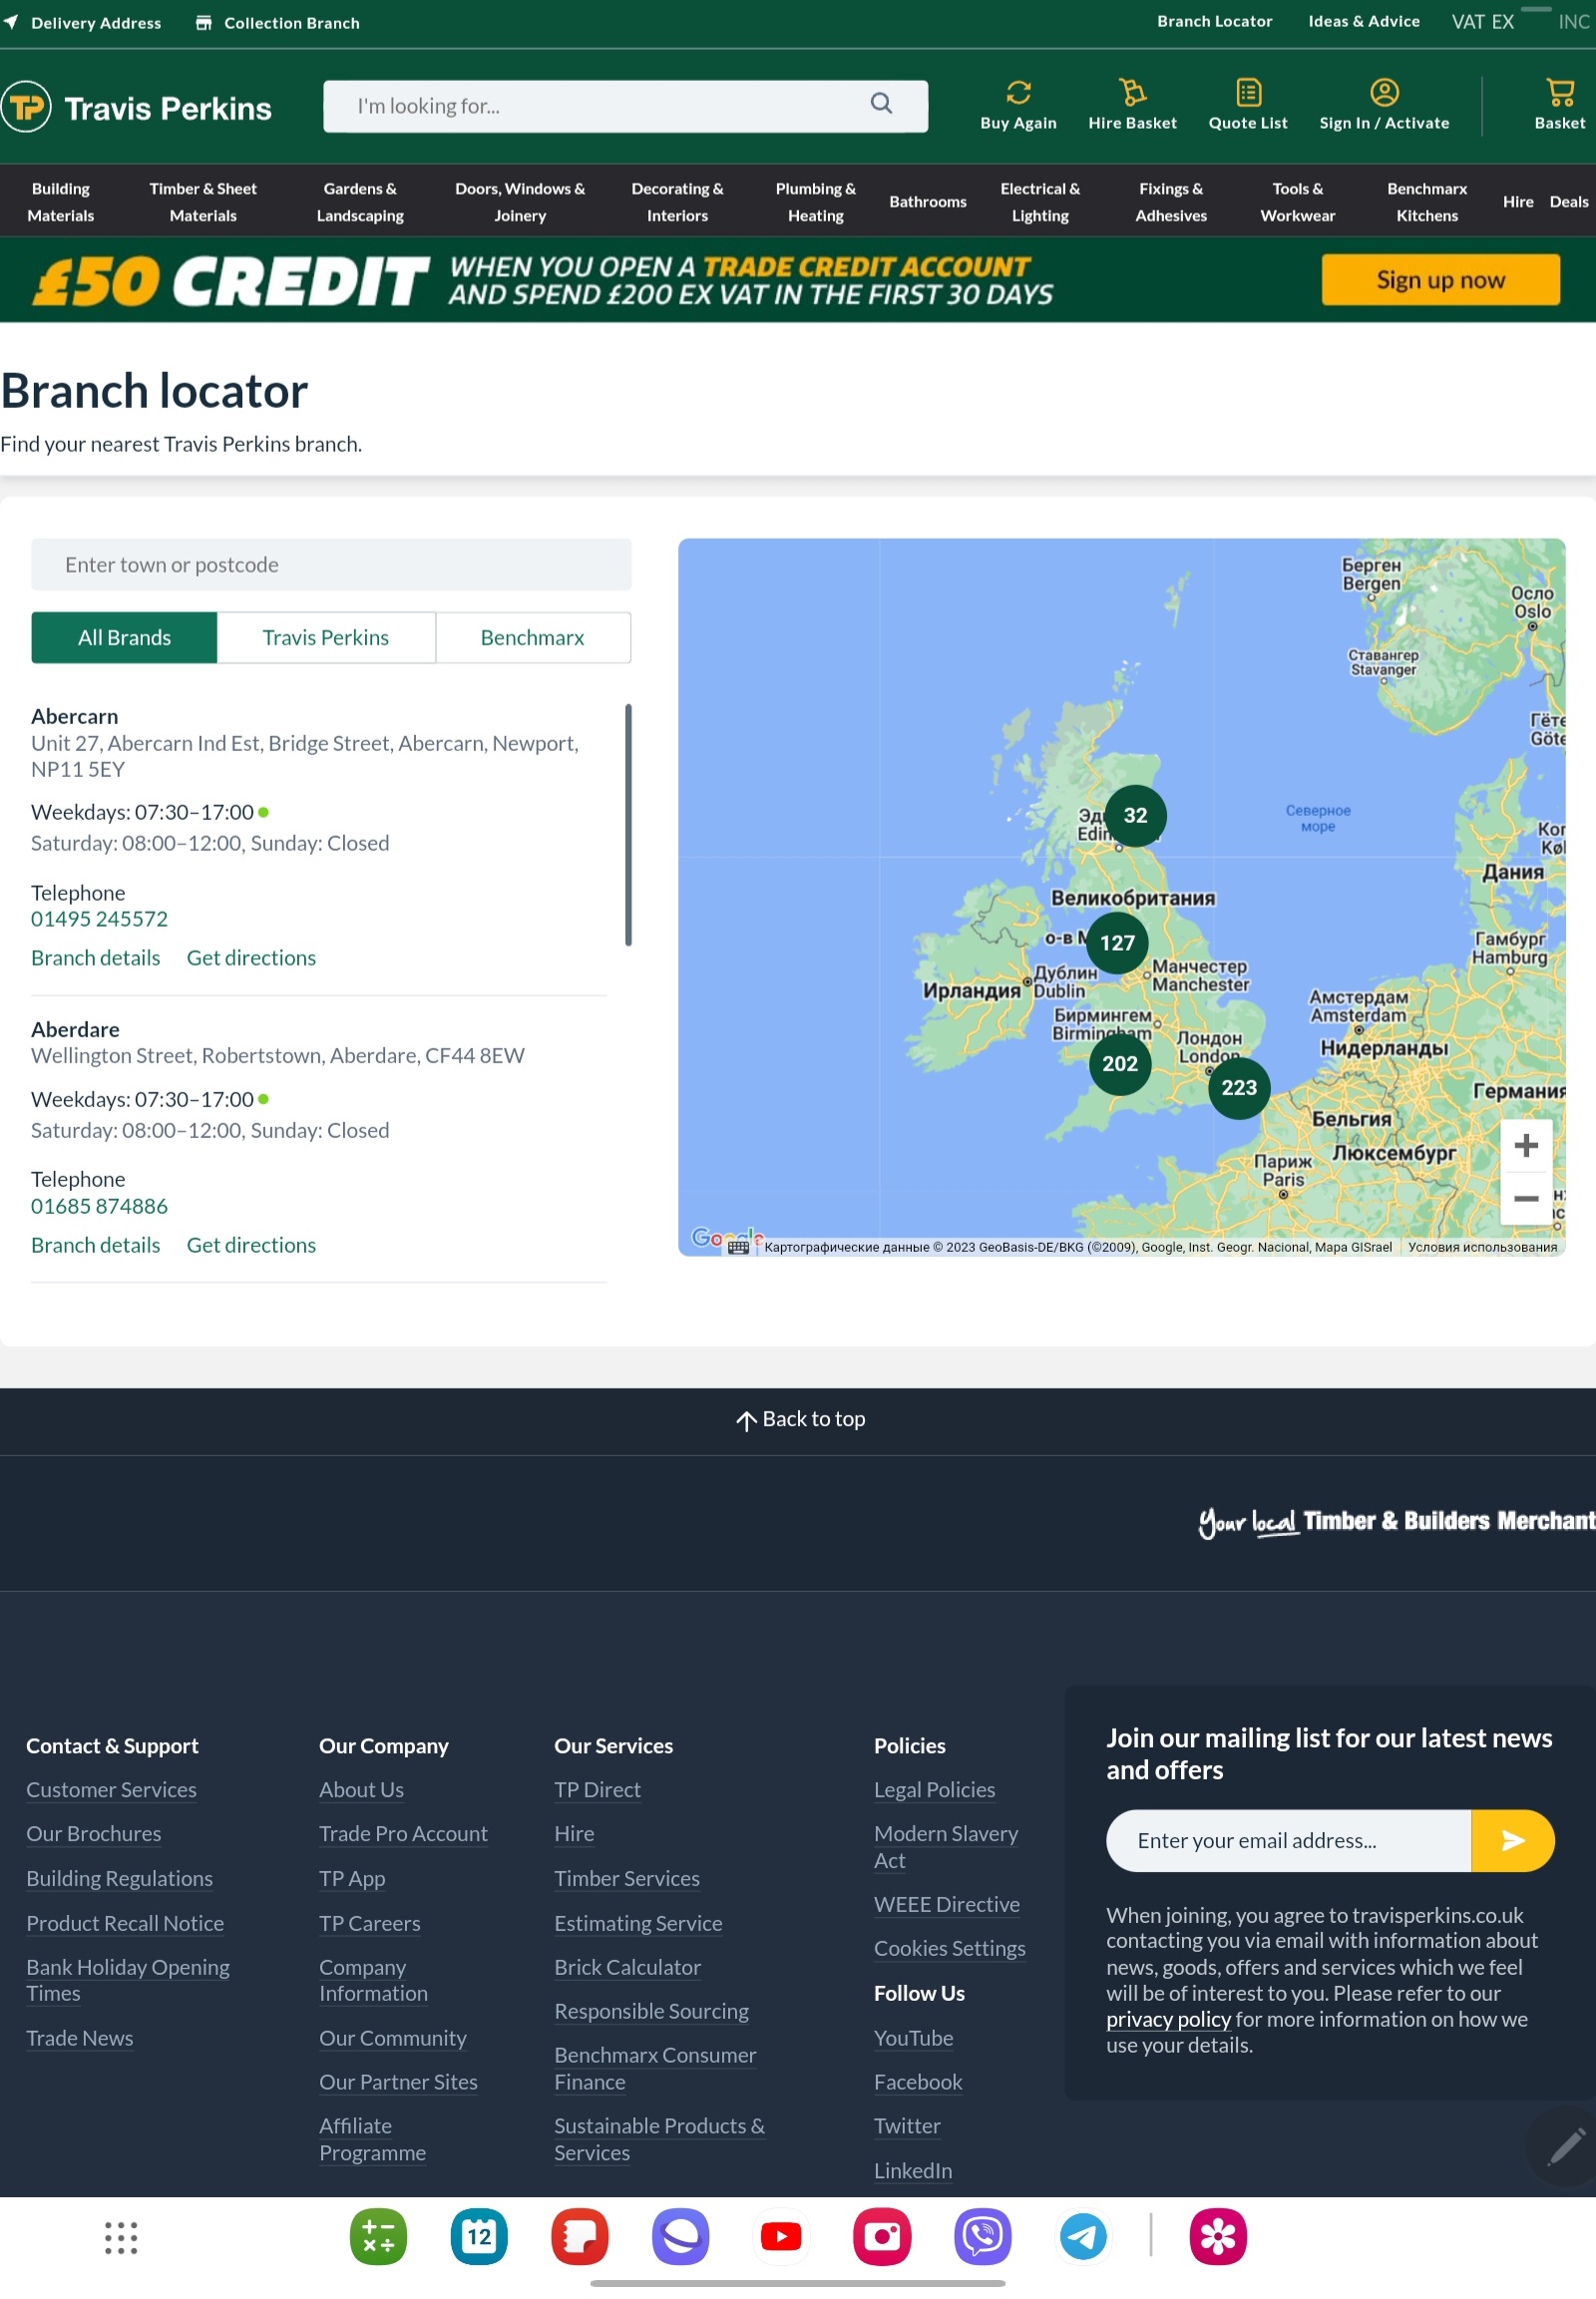 Delivery Address
Collection Branch
Branch Locator
Ideas & Advice
VAT EX
INC
TP
Travis Perkins
I'm looking for...
Buy Again
Hire Basket
Quote List
Sign In / Activate
Basket
Building
Materials
Timber & Sheet
Materials
Gardens &
Landscaping
Doors, Windows &
Joinery
Decorating &
Interiors
Plumbing &
Heating
Bathrooms
Electrical &
Lighting
Fixings &
Adhesives
Tools &
Workwear
Benchmarx
Kitchens
Hire
Deals
£50 CREDIT
WHEN YOU OPEN A TRADE CREDIT ACCOUNT
AND SPEND £200 EX VAT IN THE FIRST 30 DAYS
Sign up now
Branch locator
Find your nearest Travis Perkins branch.
Enter town or postcode
All Brands
Travis Perkins
Benchmarx
Abercarn
Unit 27, Abercarn Ind Est, Bridge Street, Abercarn, Newport,
NP11 5EY
Weekdays: 07:30–17:00
Saturday: 08:00–12:00, Sunday: Closed
Telephone
01495 245572
Branch details
Get directions
Aberdare
Wellington Street, Robertstown, Aberdare, CF44 8EW
Weekdays: 07:30–17:00
Saturday: 08:00–12:00, Sunday: Closed
Telephone
01685 874886
Branch details
Get directions
Берген
Bergen
Осло
Oslo
Ставангер
Stavanger
Гёте
Göte
32
Эди
Edin
Северное
море
Ког
Køl
Дания
Великобритания
о-в М
127
Гамбург
Hamburg
Дублин
Dublin
Ирландия
Манчестер
Manchester
Амстердам
Amsterdam
Бирмингем
Birmingham
Лондон
London
Нидерланды
202
223
Германия
Бельгия
Люксембург
Париж
Paris
Google
Картографические данные © 2023 GeoBasis-DE/BKG (©2009), Google, Inst. Geogr. Nacional, Mapa GISrael
Условия использования
Back to top
Your local Timber & Builders Merchant
Contact & Support
Customer Services
Our Brochures
Building Regulations
Product Recall Notice
Bank Holiday Opening
Times
Trade News
Our Company
About Us
Trade Pro Account
TP App
TP Careers
Company
Information
Our Community
Our Partner Sites
Affiliate
Programme
Our Services
TP Direct
Hire
Timber Services
Estimating Service
Brick Calculator
Responsible Sourcing
Benchmarx Consumer
Finance
Sustainable Products &
Services
Policies
Legal Policies
Modern Slavery
Act
WEEE Directive
Cookies Settings
Follow Us
YouTube
Facebook
Twitter
LinkedIn
Join our mailing list for our latest news
and offers
Enter your email address...
When joining, you agree to travisperkins.co.uk
contacting you via email with information about
news, goods, offers and services which we feel
will be of interest to you. Please refer to our
privacy policy for more information on how we
use your details.
12